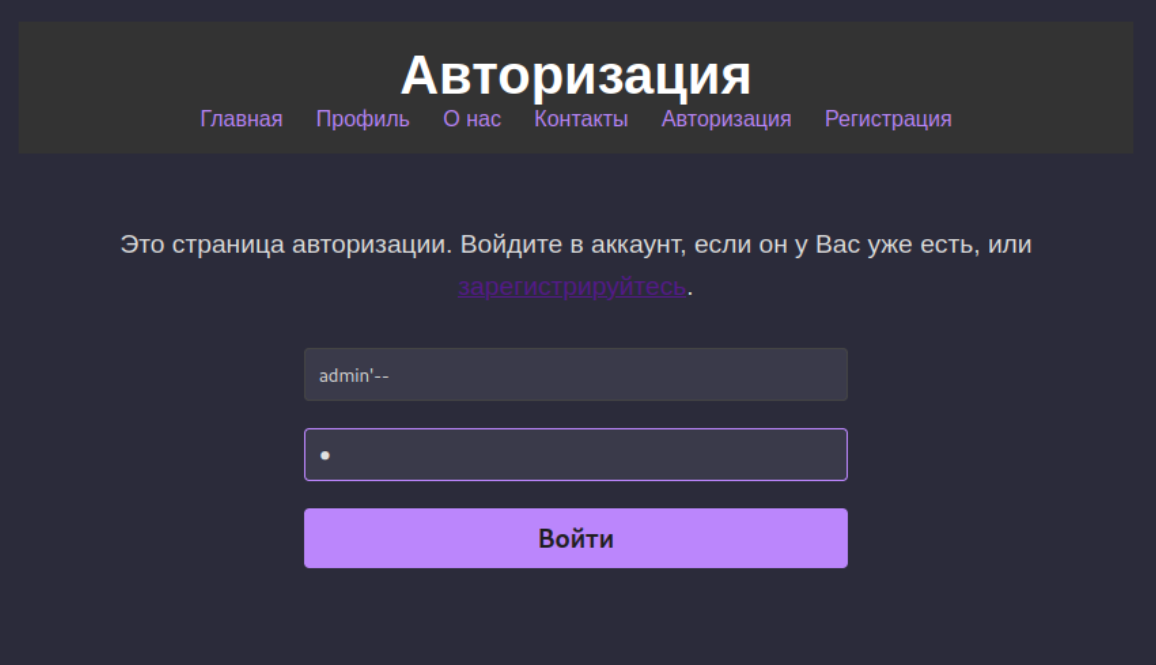 Авторизация
Главная Профиль О нас Контакты Авторизация Регистрация
Это страница авторизации. Войдите в аккаунт, если он у Вас уже есть, или
зарегистрируйтесь.
admin'--
Войти